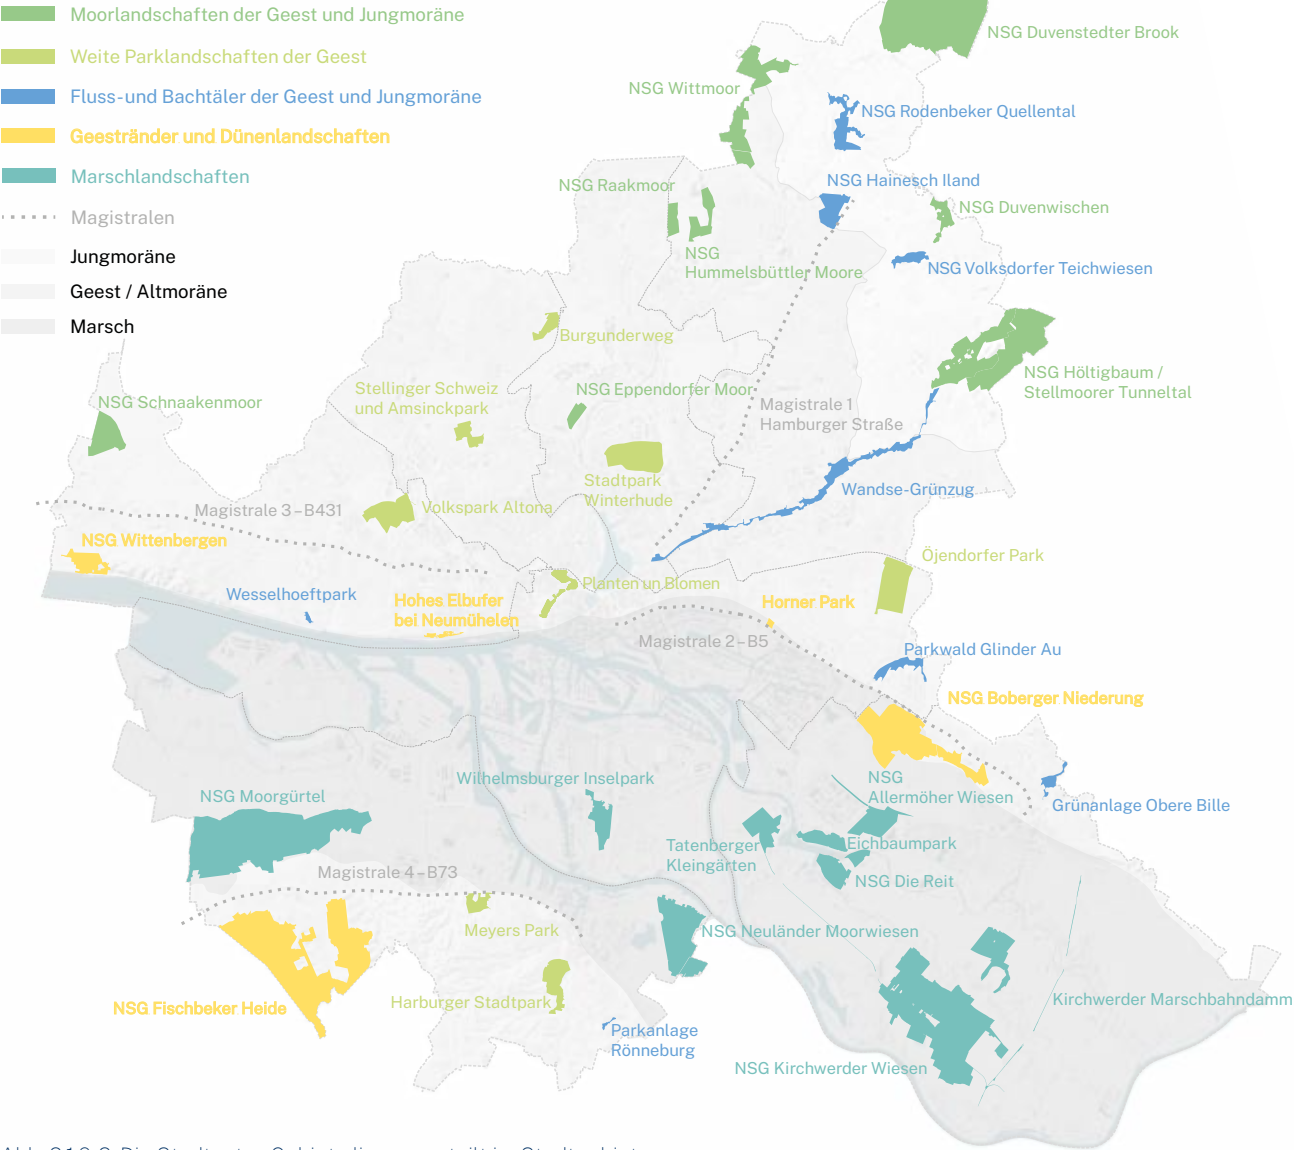 Moorlandschaften der Geest und Jungmoräne
Weite Parklandschaften der Geest
Fluss- und Bachtäler der Geest und Jungmoräne
Geestränder und Dünenlandschaften
Marschlandschaften
Magistralen
Jungmoräne
Geest / Altmoräne
Marsch
NSG Duvenstedter Brook
NSG Wittmoor
NSG Rodenbeker Quellental
NSG Raakmoor
NSG Hainesch Iland
NSG Duvenwischen
NSG
Hummelsbüttler Moore
NSG Volksdorfer Teichwiesen
Burgunderweg
NSG Höltigbaum /
Stellmoorer Tunneltal
Stellinger Schweiz
und Amsinckpark
NSG Eppendorfer Moor
Magistrale 1
Hamburger Straße
NSG Schnaakenmoor
Stadtpark
Winterhude
Wandse-Grünzug
Magistrale 3 – B431
Volkspark Altona
NSG Wittenbergen
Öjendorfer Park
Planten un Blomen
Wesselhoeftpark
Hohes Elbufer
bei Neumühelen
Horner Park
Magistrale 2 – B5
Parkwald Glinder Au
NSG Boberger Niederung
Wilhelmsburger Inselpark
NSG
Allermöher Wiesen
NSG Moorgürtel
Grünanlage Obere Bille
Tatenberger
Kleingärten
Eichbaumpark
Magistrale 4 – B73
NSG Die Reit
Meyers Park
NSG Neuländer Moorwiesen
NSG Fischbeker Heide
Harburger Stadtpark
Kirchwerder Marschbahndamm
Parkanlage
Rönneburg
NSG Kirchwerder Wiesen